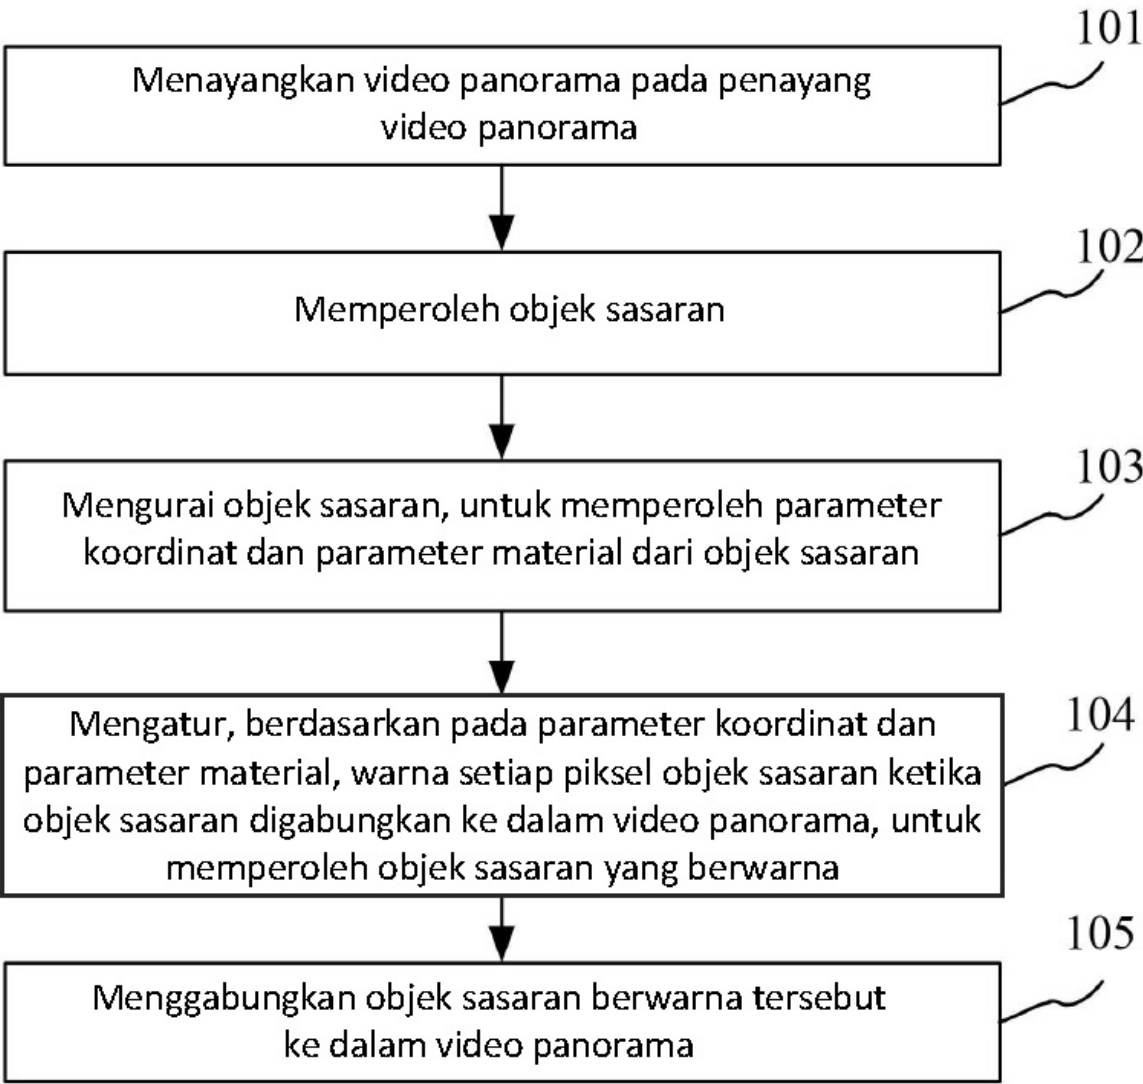 101
Menayangkan video panorama pada penayang
video panorama
102
Memperoleh objek sasaran
103
Mengurai objek sasaran, untuk memperoleh parameter
koordinat dan parameter material dari objek sasaran
104
Mengatur, berdasarkan pada parameter koordinat dan
parameter material, warna setiap piksel objek sasaran ketika
objek sasaran digabungkan ke dalam video panorama, untuk
memperoleh objek sasaran yang berwarna
105
Menggabungkan objek sasaran berwarna tersebut
ke dalam video panorama